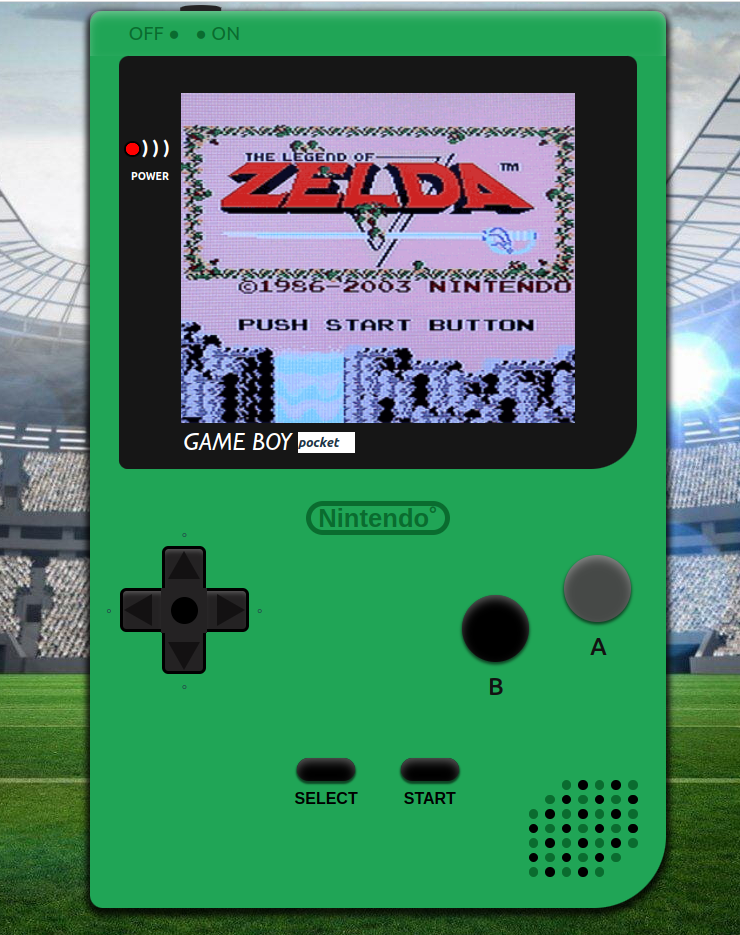 OFF ON
POWER
THE LEGEND OF
ZELDA TM
©1986-2003 NINTENDO
PUSH START BUTTON
GAME BOY pocket
Nintendo
A
B
SELECT START